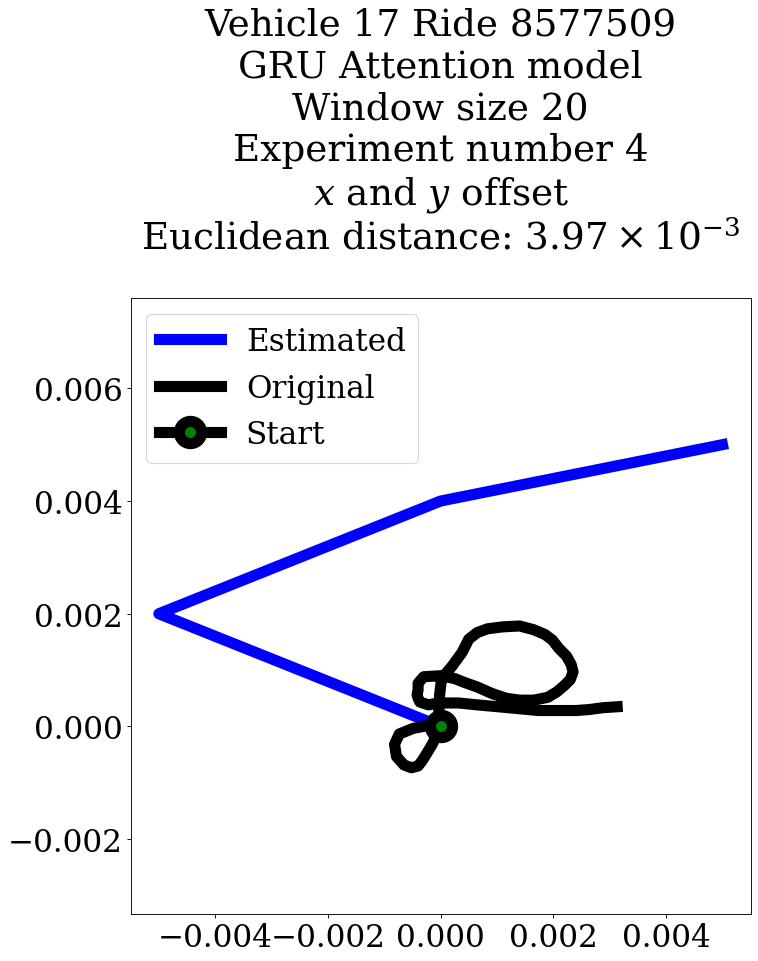 Vehicle 17 Ride 8577509
GRU Attention model
Window size 20
Experiment number 4
x and y offset
Euclidean distance: 3.97 × 10⁻³
Estimated
Original
Start
0.006
0.004
0.002
0.000
−0.002
−0.004 −0.002 0.000 0.002 0.004